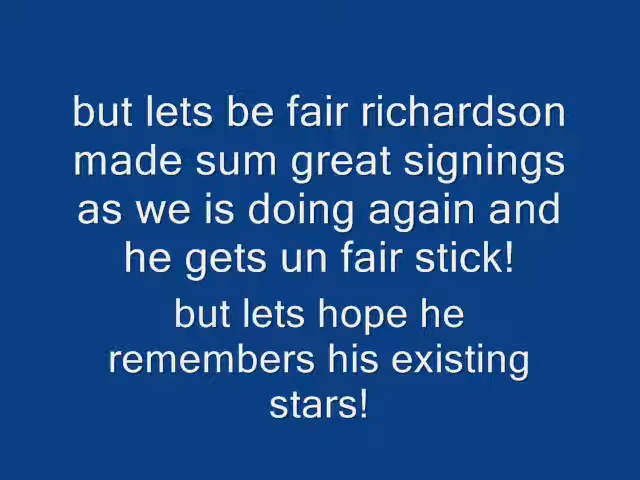 but lets be fair richardson
made sum great signings
as we is doing again and
he gets un fair stick!
but lets hope he
remembers his existing
stars!